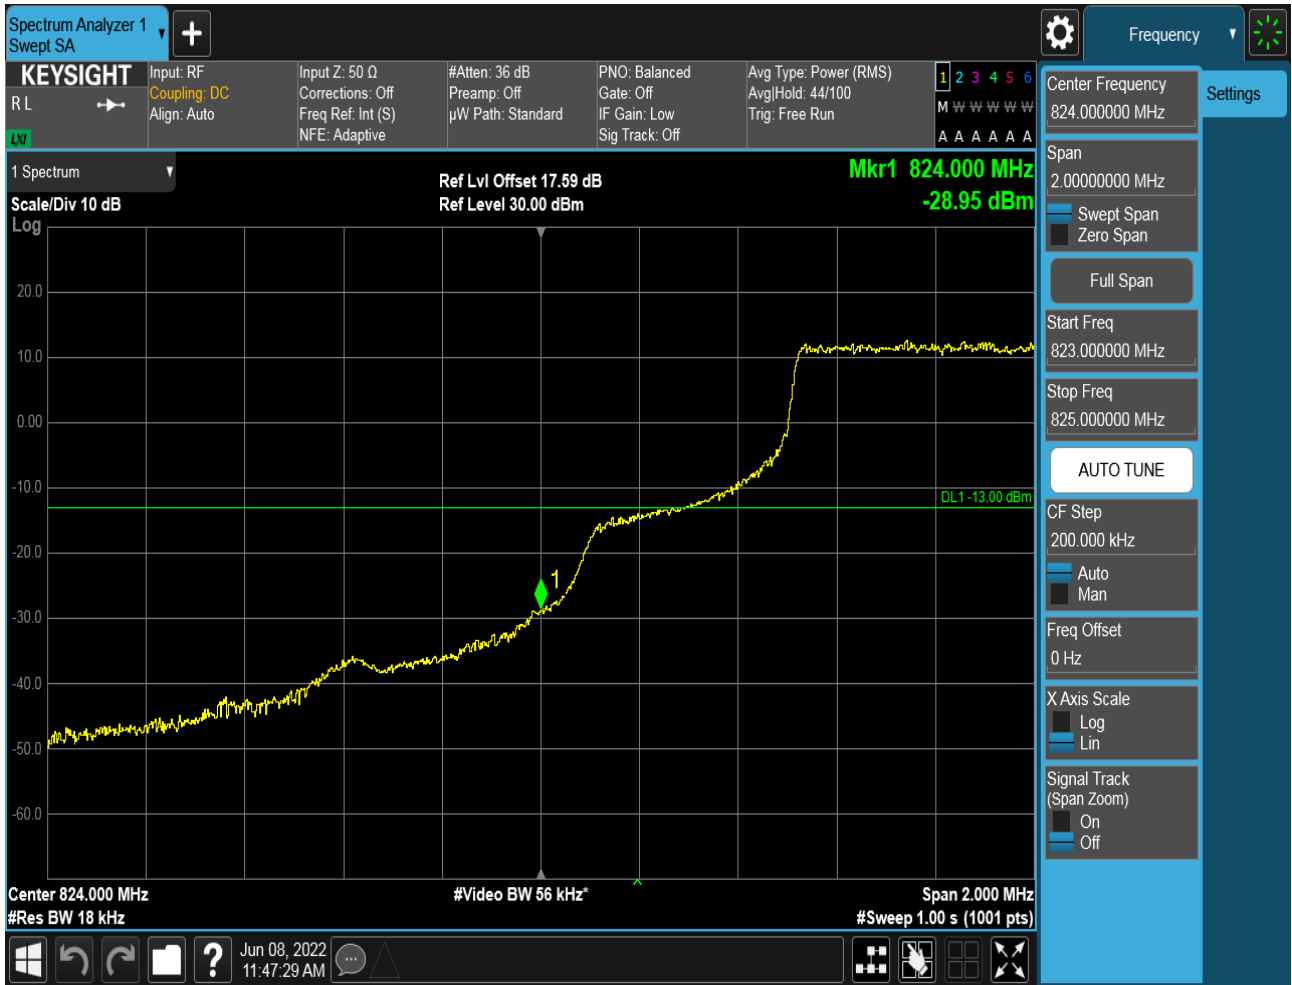 Spectrum Analyzer 1
Swept SA
Frequency
KEYSIGHT
R L
LXI
Input: RF
Coupling: DC
Align: Auto
Input Z: 50 Ω
Corrections: Off
Freq Ref: Int (S)
NFE: Adaptive
#Atten: 36 dB
Preamp: Off
µW Path: Standard
PNO: Balanced
Gate: Off
IF Gain: Low
Sig Track: Off
Avg Type: Power (RMS)
Avg|Hold: 44/100
Trig: Free Run
1 2 3 4 5 6
M W W W W W
A A A A A A
1 Spectrum
Scale/Div 10 dB
Log
Ref Lvl Offset 17.59 dB
Ref Level 30.00 dBm
Mkr1 824.000 MHz
-28.95 dBm
20.0
10.0
0.00
-10.0
-20.0
-30.0
-40.0
-50.0
-60.0
DL1 -13.00 dBm
1
Center 824.000 MHz
#Res BW 18 kHz
#Video BW 56 kHz*
Span 2.000 MHz
#Sweep 1.00 s (1001 pts)
Center Frequency
824.000000 MHz
Settings
Span
2.00000000 MHz
Swept Span
Zero Span
Full Span
Start Freq
823.000000 MHz
Stop Freq
825.000000 MHz
AUTO TUNE
CF Step
200.000 kHz
Auto
Man
Freq Offset
0 Hz
X Axis Scale
Log
Lin
Signal Track
(Span Zoom)
On
Off
?
Jun 08, 2022
11:47:29 AM